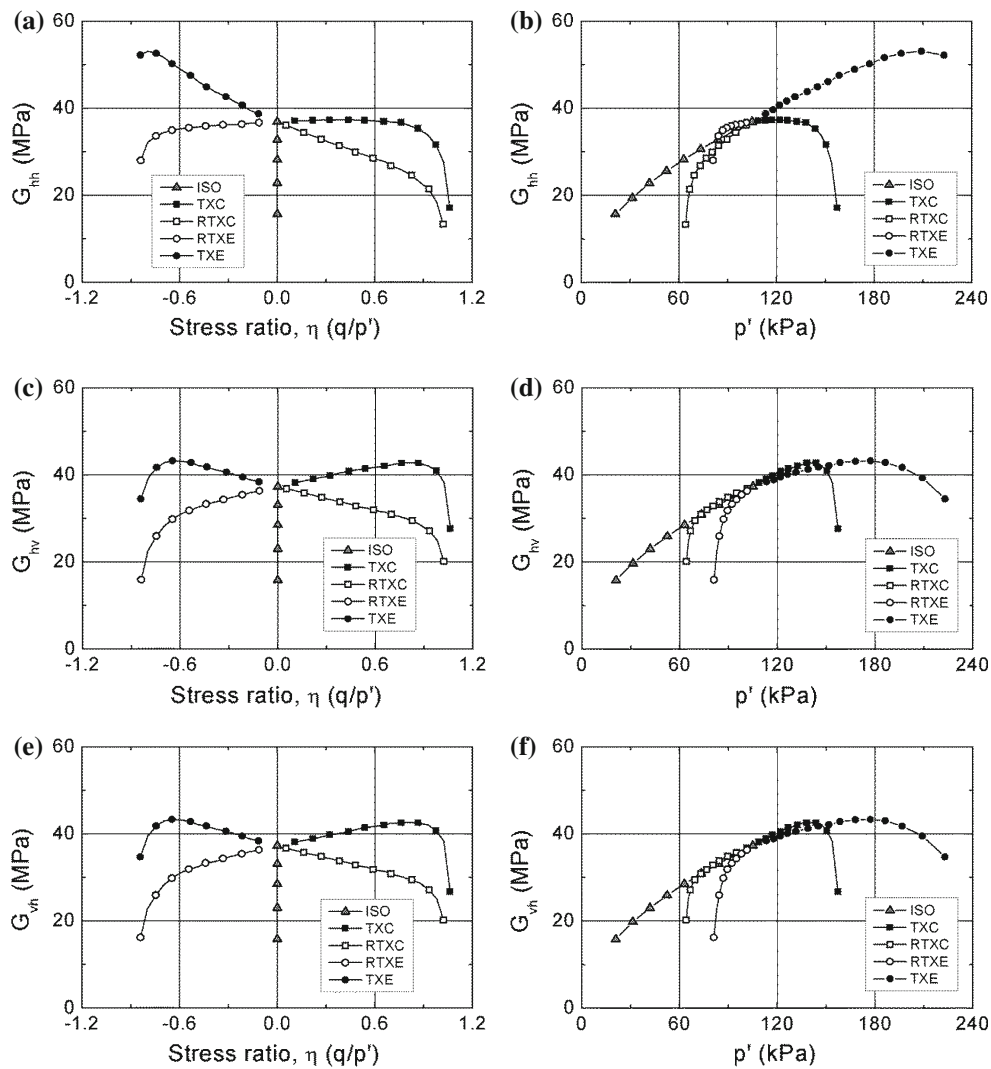 (a)
60
40
20
0
G hh (MPa)
ISO
TXC
RTXC
RTXE
TXE
-1.2 -0.6 0.0 0.6 1.2
Stress ratio, η (q/p')
(b)
60
40
20
0
G hh (MPa)
ISO
TXC
RTXC
RTXE
TXE
0 60 120 180 240
p' (kPa)
(c)
60
40
20
0
G hv (MPa)
ISO
TXC
RTXC
RTXE
TXE
-1.2 -0.6 0.0 0.6 1.2
Stress ratio, η (q/p')
(d)
60
40
20
0
G hv (MPa)
ISO
TXC
RTXC
RTXE
TXE
0 60 120 180 240
p' (kPa)
(e)
60
40
20
0
G vh (MPa)
ISO
TXC
RTXC
RTXE
TXE
-1.2 -0.6 0.0 0.6 1.2
Stress ratio, η (q/p')
(f)
60
40
20
0
G vh (MPa)
ISO
TXC
RTXC
RTXE
TXE
0 60 120 180 240
p' (kPa)